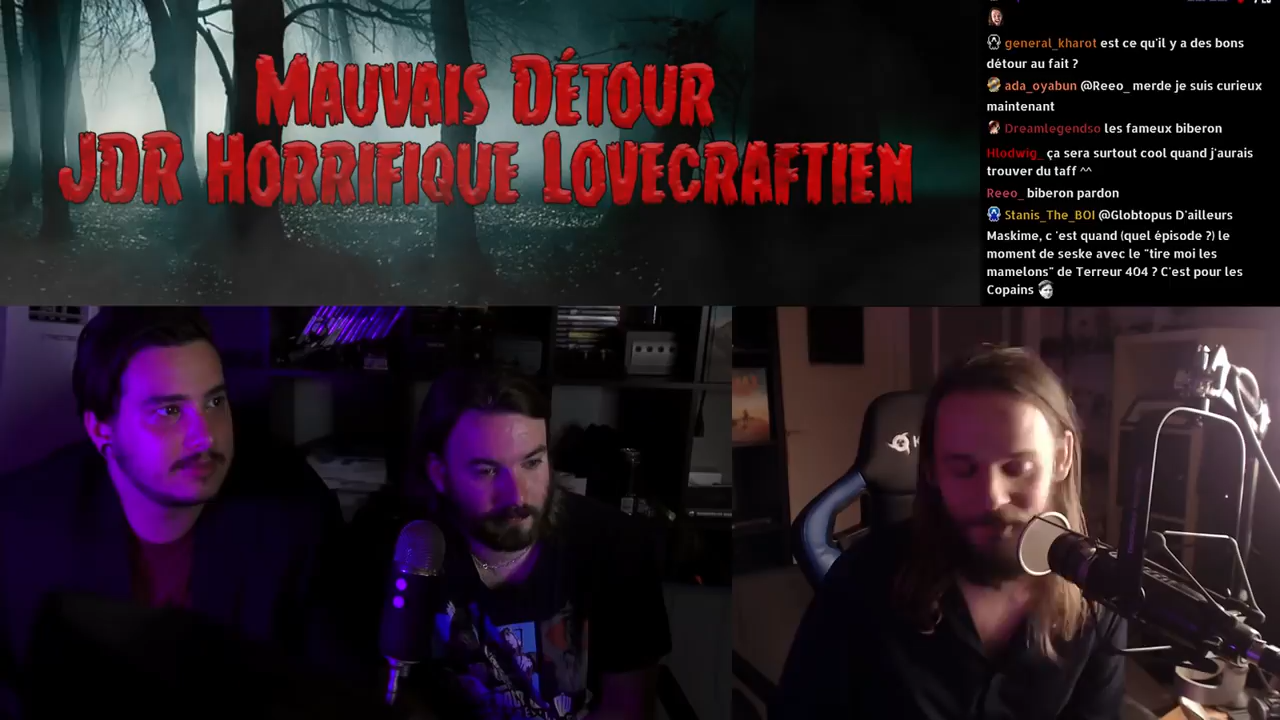 MAUVAIS DÉTOUR
JDR HORRIFIQUE LOVECRAFTIEN
general_kharot est ce qu'il y a des bons
détour au fait ?
ada_oyabun @Reeo_ merde je suis curieux
maintenant
Dreamlegendso les fameux biberon
Hlodwig_ ça sera surtout cool quand j'aurais
trouver du taff ^^
Reeo_ biberon pardon
Stanis_The_BOI @Globtopus D'ailleurs
Maskime, c 'est quand (quel épisode ?) le
moment de seske avec le "tire moi les
mamelons" de Terreur 404 ? C'est pour les
Copains